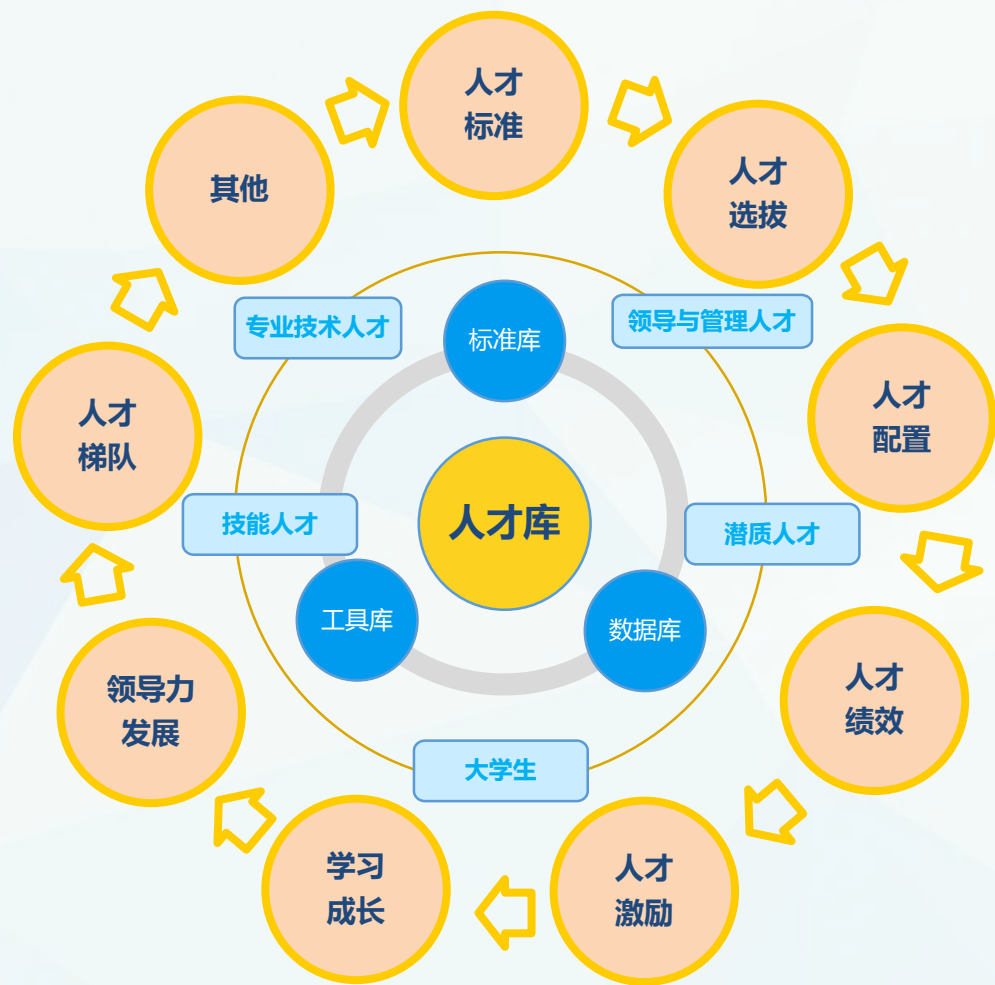 人才
标准
其他
人才
选拔
专业技术人才
标准库
领导与管理人才
人才
梯队
人才
配置
技能人才
人才库
潜质人才
工具库
数据库
领导力
发展
人才
绩效
大学生
学习
成长
人才
激励